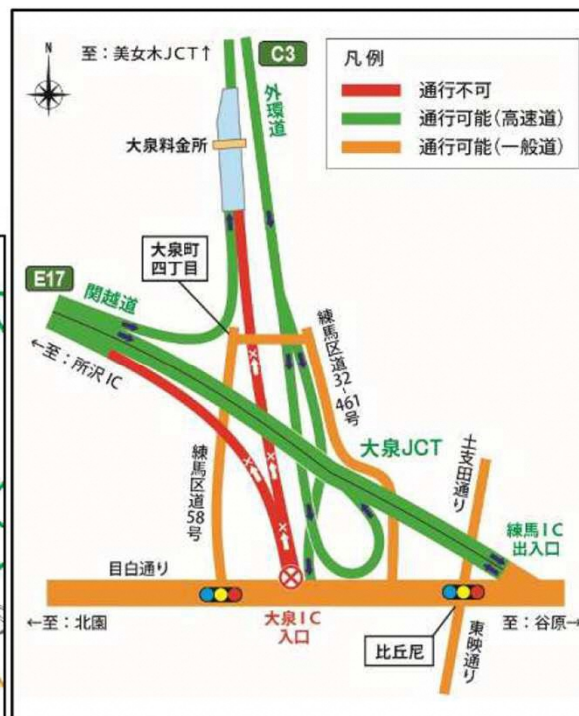 N
至：美女木JCT↑
C3
外環道
凡例
通行不可
通行可能(高速道)
通行可能(一般道)
大泉料金所
大泉町
四丁目
E17
関越道
←至：所沢IC
練馬区道
32-461号
大泉JCT
土支田通り
練馬区道
58号
練馬IC
出入口
目白通り
←至：北園
大泉IC
入口
比丘尼
東映通り
至：谷原→